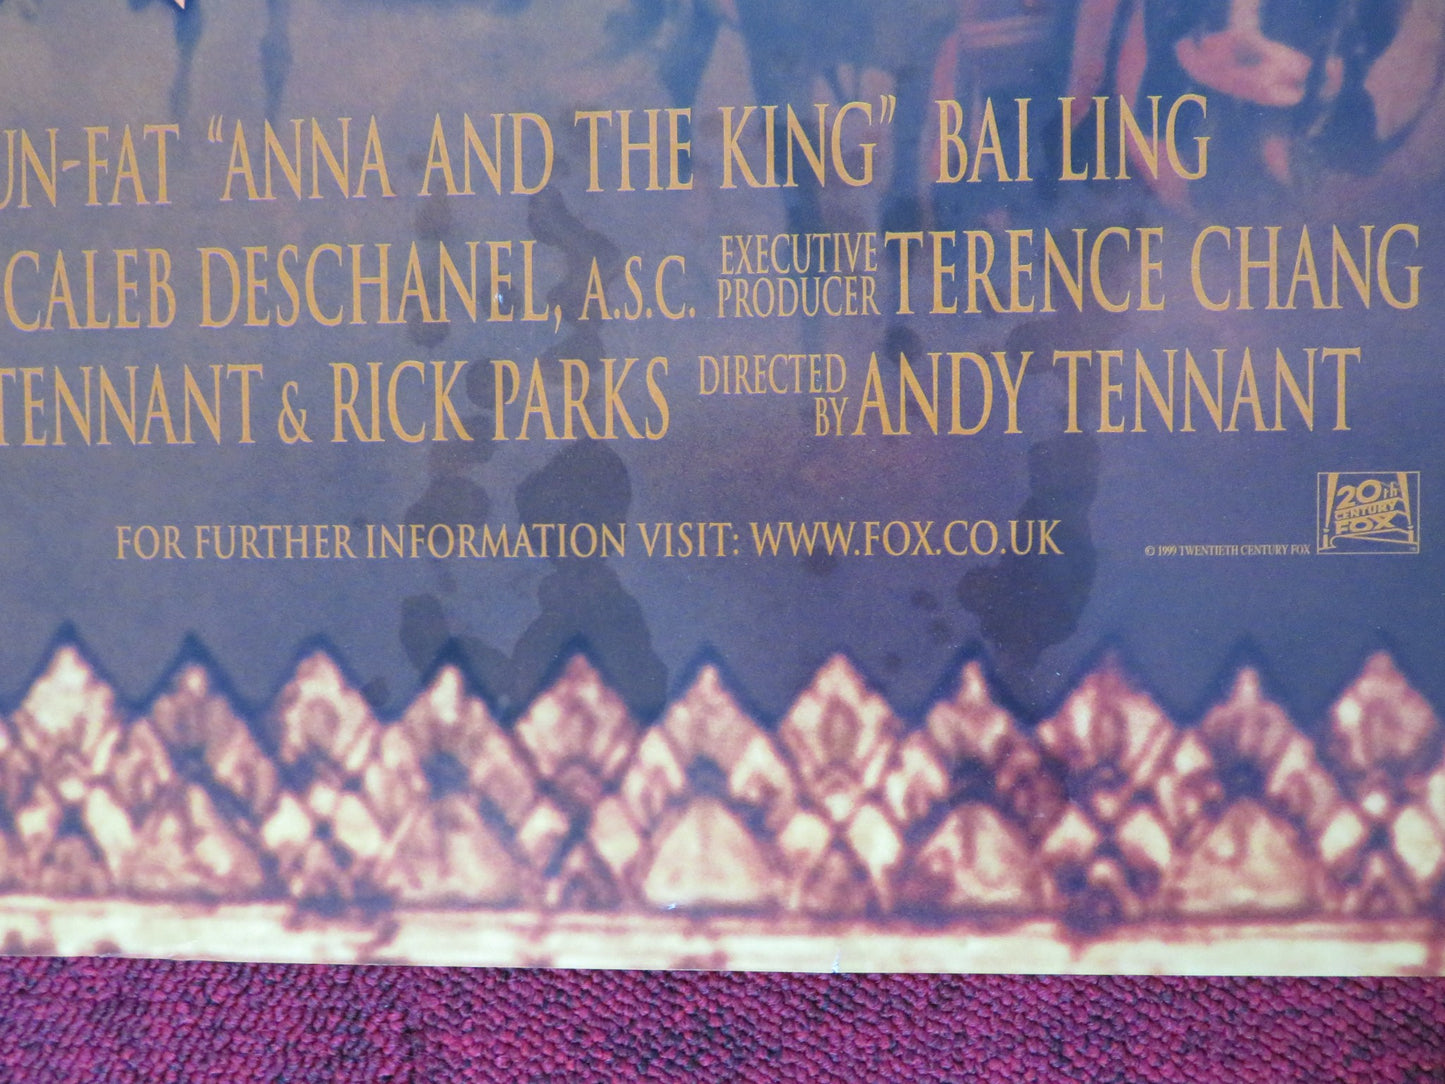 UN-FAT "ANNA AND THE KING" BAI LING
CALEB DESCHANEL, A.S.C. EXECUTIVE PRODUCER TERENCE CHANG
TENNANT & RICK PARKS DIRECTED BY ANDY TENNANT
FOR FURTHER INFORMATION VISIT: WWW.FOX.CO.UK
© 1999 TWENTIETH CENTURY FOX
20th
CENTURY
FOX